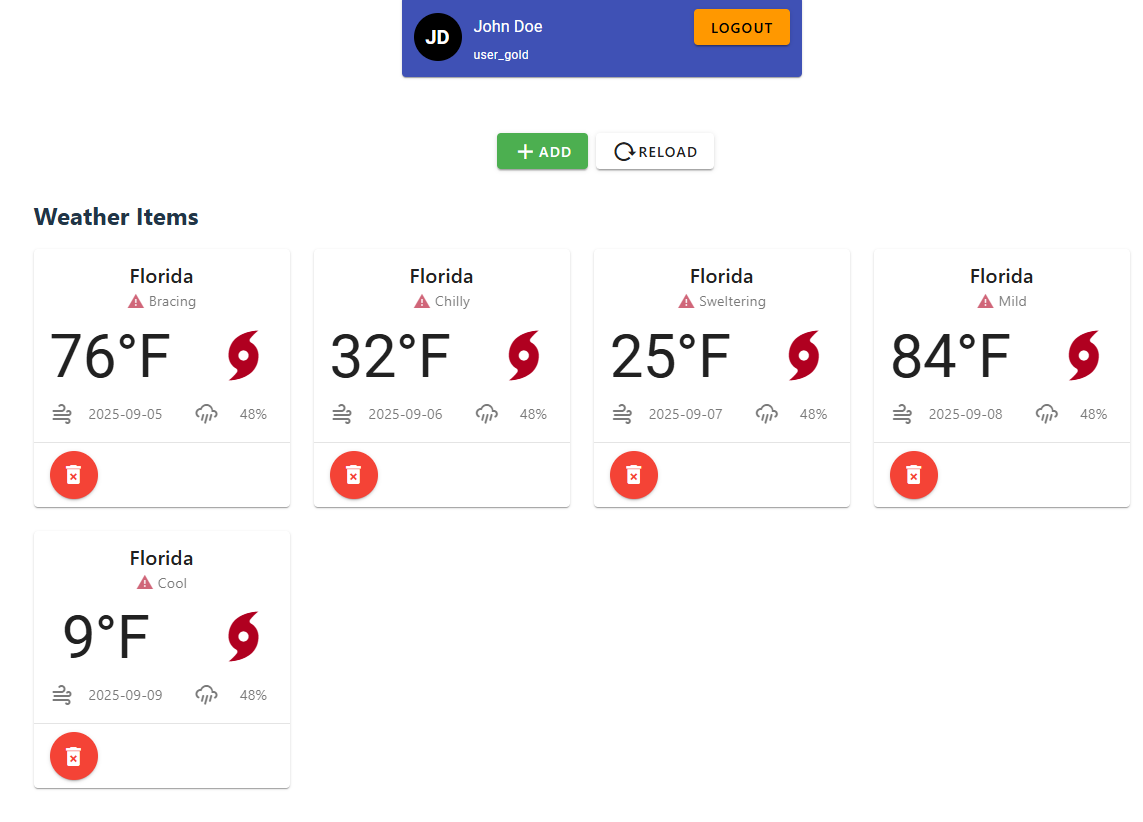 JD
John Doe
user_gold
LOGOUT
ADD
RELOAD
Weather Items
Florida
Bracing
76°F
2025-09-05 48%
Florida
Chilly
32°F
2025-09-06 48%
Florida
Sweltering
25°F
2025-09-07 48%
Florida
Mild
84°F
2025-09-08 48%
Florida
Cool
9°F
2025-09-09 48%